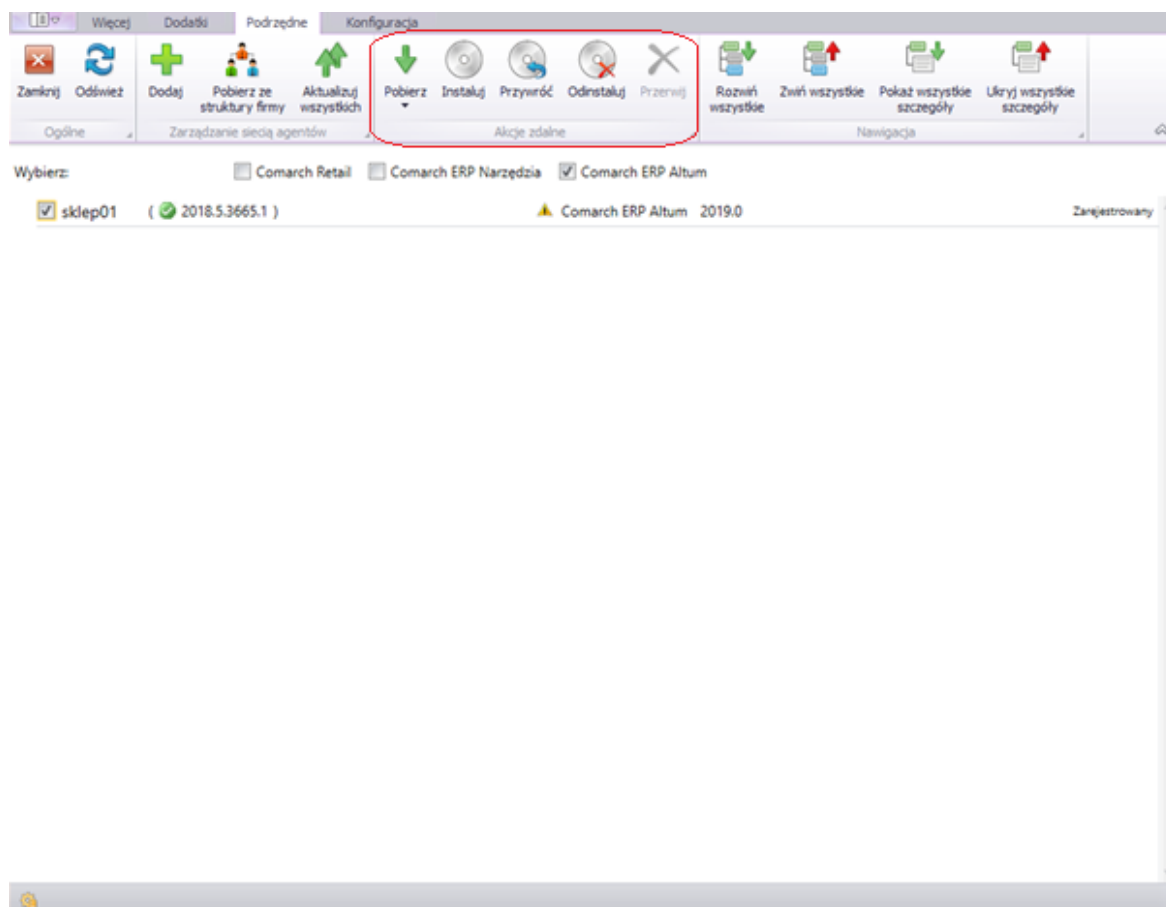 Więcej Dodatki Podrzędne Konfiguracja
Zamknij Odśwież Dodaj Pobierz ze struktury firmy Aktualizuj wszystkich Pobierz Instaluj Przywróć Odinstaluj Przerwij Rozwiń wszystkie Zwiń wszystkie Pokaż wszystkie szczegóły Ukryj wszystkie szczegóły
Ogólne Zarządzanie siecią agentów Akcje zdalne Nawigacja
Wybierz: Comarch Retail Comarch ERP Narzędzia Comarch ERP Altum
sklep01 ( 2018.5.3665.1 ) Comarch ERP Altum 2019.0 Zarejestrowany